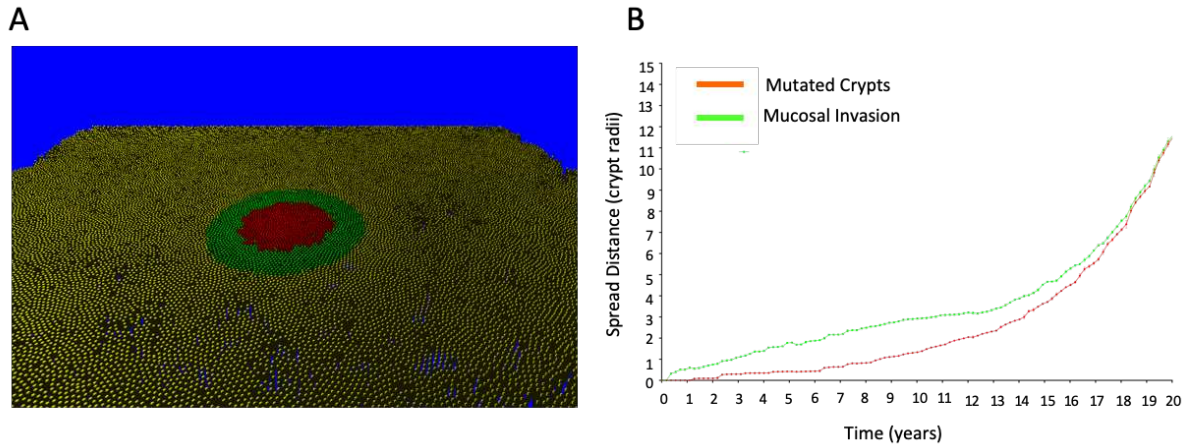 A
B
15
14
13
12
11
10
9
8
7
6
5
4
3
2
1
0
Spread Distance (crypt radii)
Mutated Crypts
Mucosal Invasion
0 1 2 3 4 5 6 7 8 9 10 11 12 13 14 15 16 17 18 19 20
Time (years)